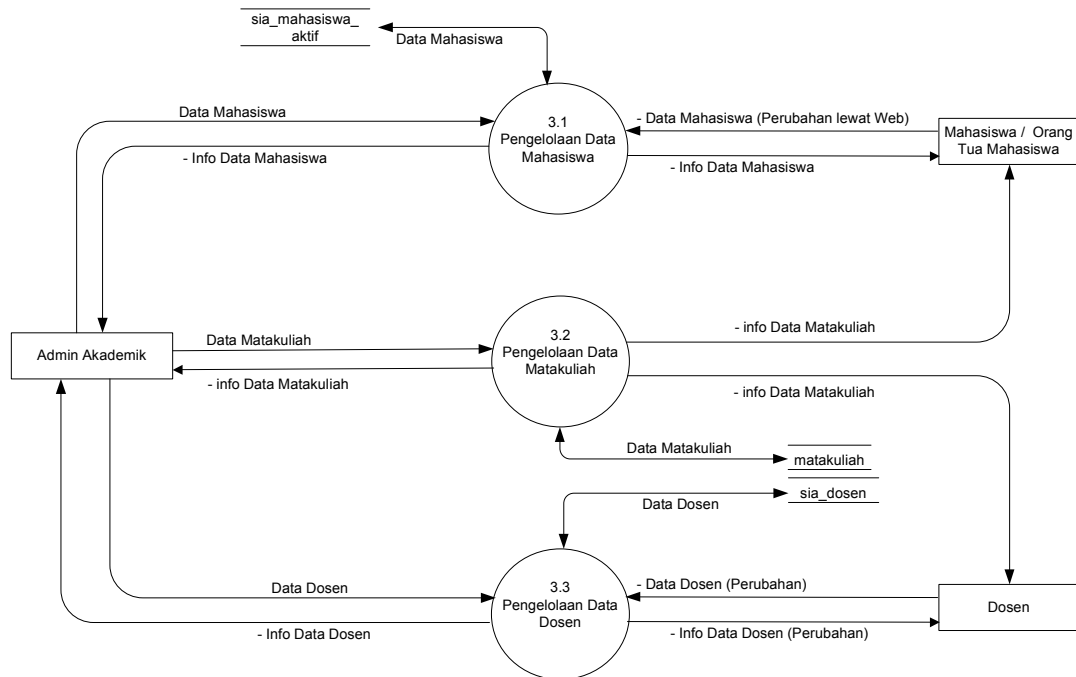 sia_mahasiswa_
aktif
Data Mahasiswa
Data Mahasiswa
- Info Data Mahasiswa
3.1
Pengelolaan Data
Mahasiswa
- Data Mahasiswa (Perubahan lewat Web)
- Info Data Mahasiswa
Mahasiswa / Orang
Tua Mahasiswa
Admin Akademik
Data Matakuliah
- info Data Matakuliah
3.2
Pengelolaan Data
Matakuliah
- info Data Matakuliah
- info Data Matakuliah
Data Matakuliah
matakuliah
sia_dosen
Data Dosen
Data Dosen
- Info Data Dosen
3.3
Pengelolaan Data
Dosen
- Data Dosen (Perubahan)
- Info Data Dosen (Perubahan)
Dosen